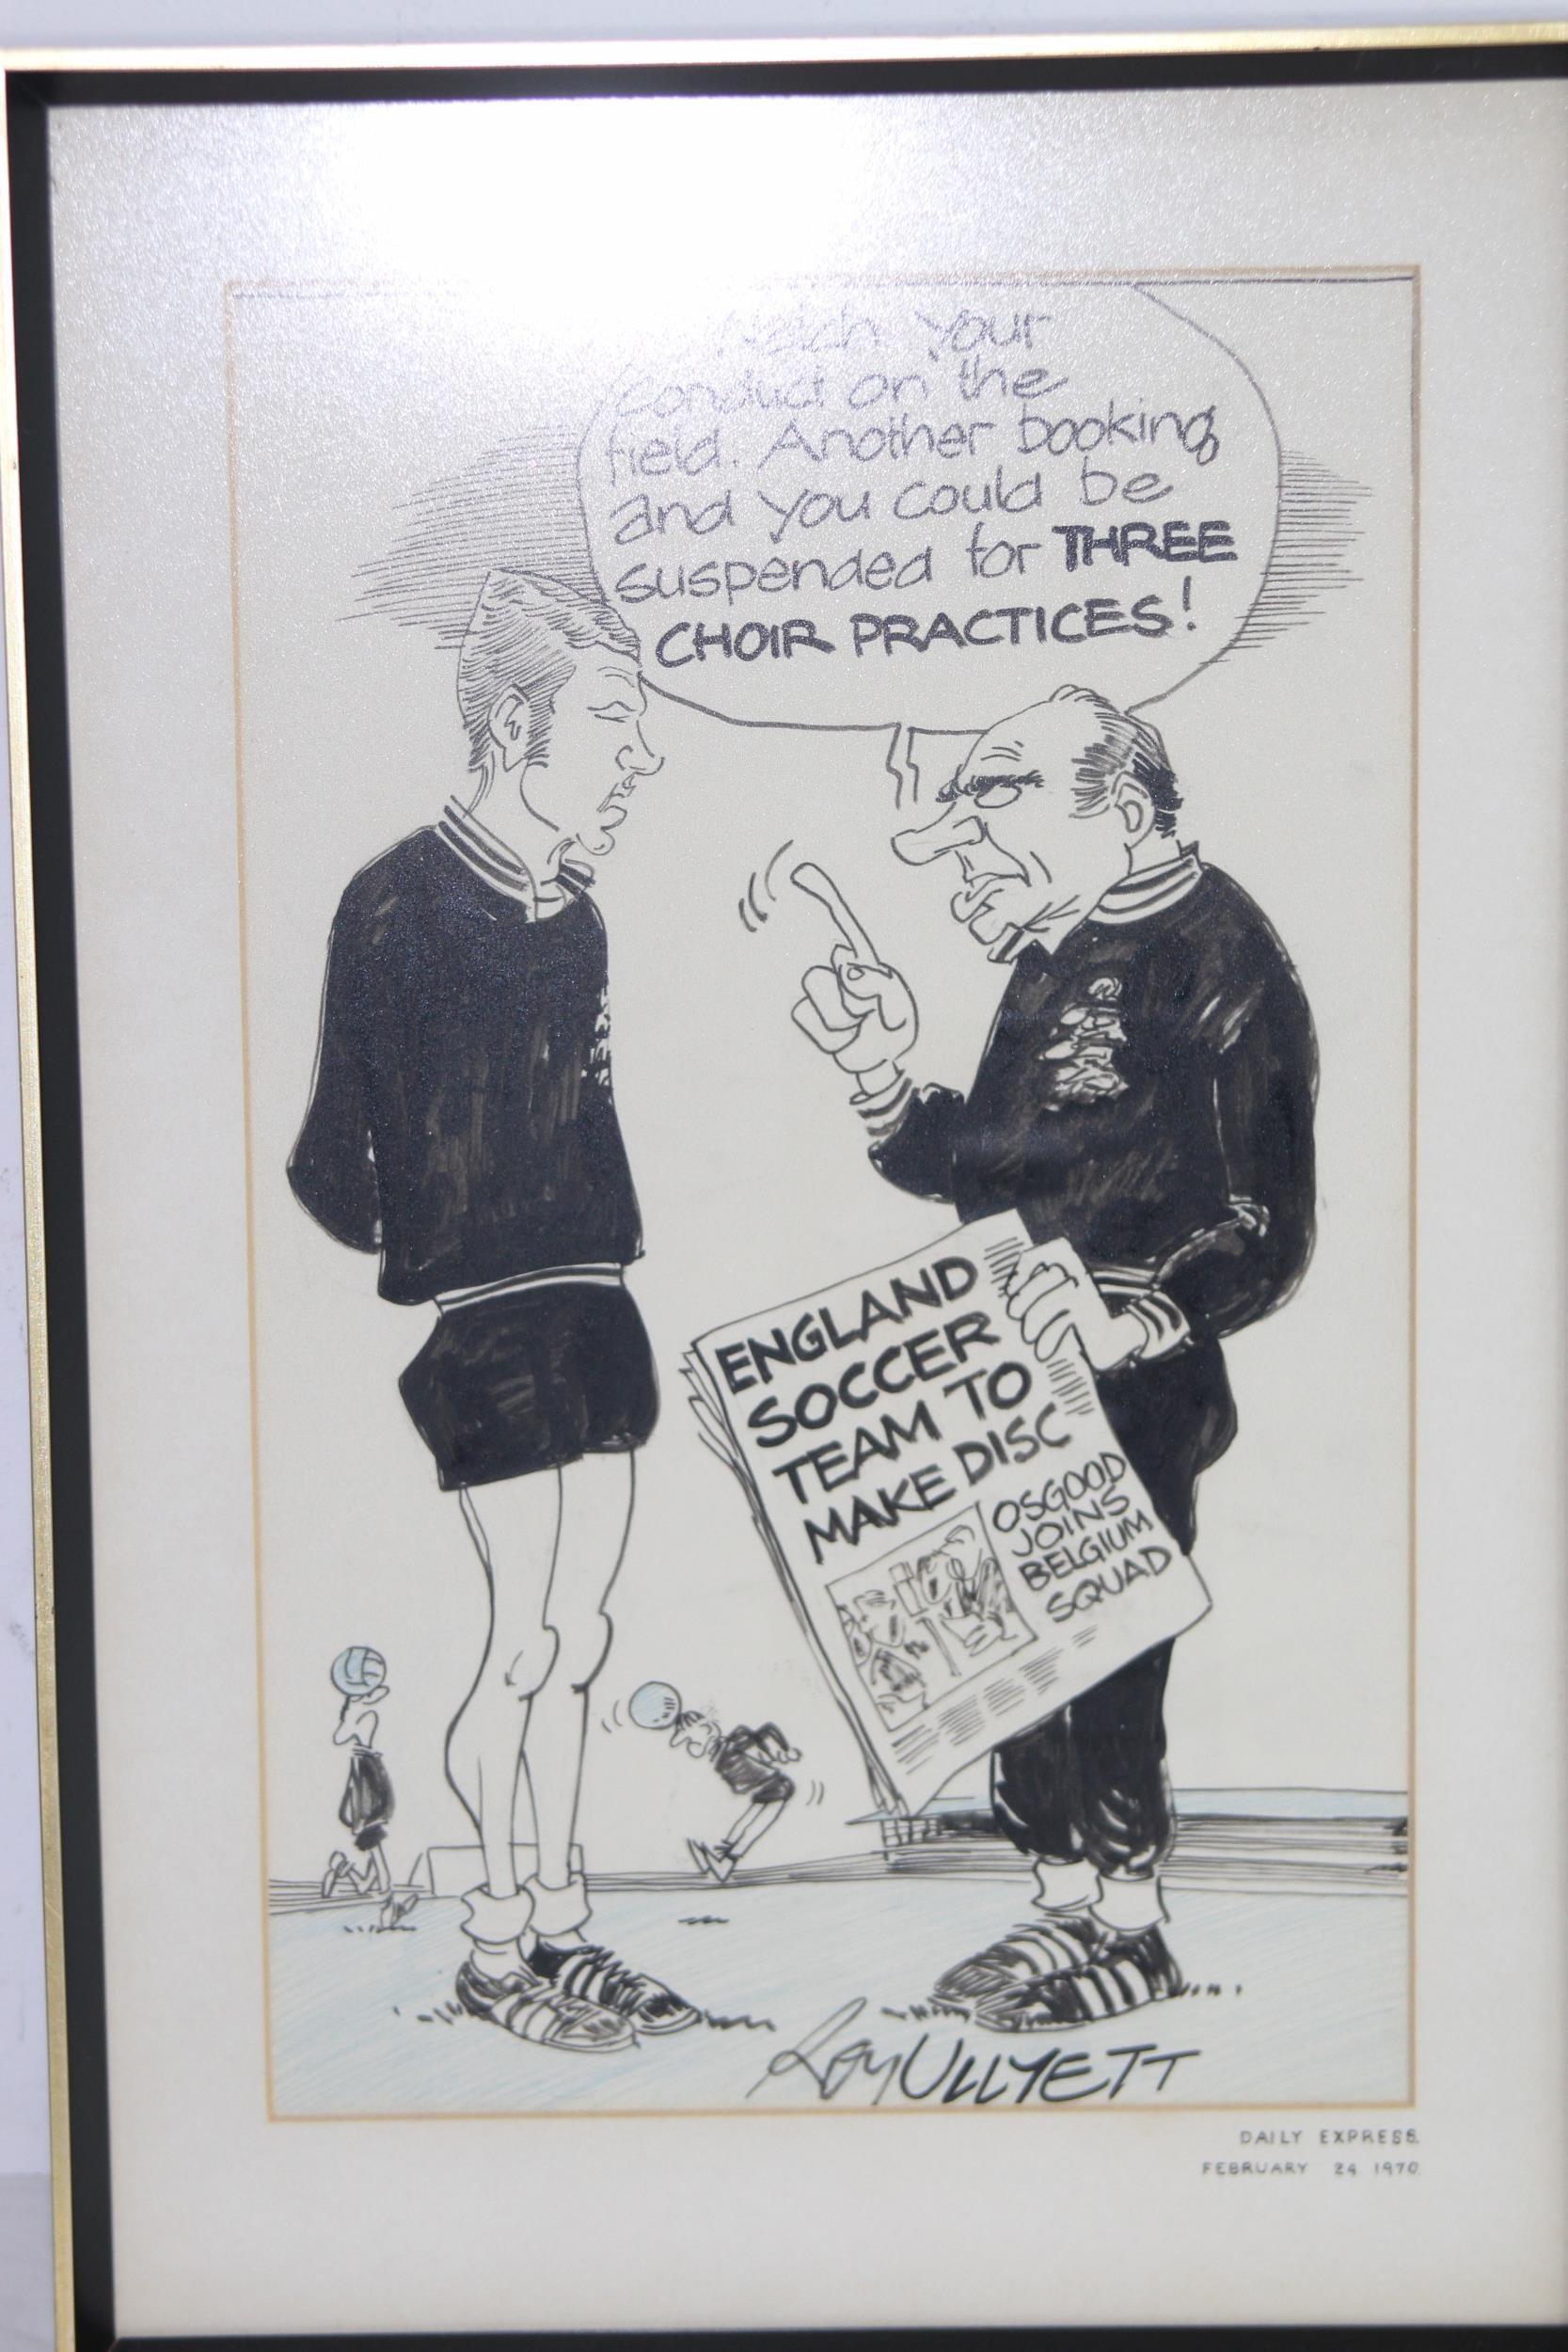 Watch your
conduct on the
field. Another booking
and you could be
suspended for THREE
CHOIR PRACTICES!
ENGLAND
SOCCER
TEAM TO
MAKE DISC
OSGOOD
JOINS
BELGIUM
SQUAD
Roy ULLYETT
DAILY EXPRESS.
FEBRUARY 24 1970.